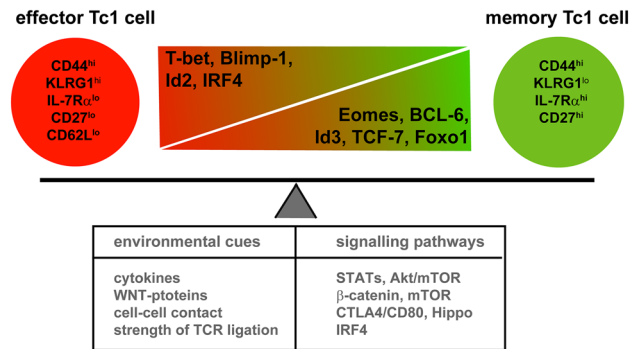 effector Tc1 cell
memory Tc1 cell
CD44hi
KLRG1hi
IL-7Rαlo
CD27lo
CD62Llo
T-bet, Blimp-1,
Id2, IRF4
Eomes, BCL-6,
Id3, TCF-7, Foxo1
CD44hi
KLRG1lo
IL-7Rαhi
CD27hi
environmental cues
signalling pathways
cytokines
STATs, Akt/mTOR
WNT-ptoteins
β-catenin, mTOR
cell-cell contact
CTLA4/CD80, Hippo
strength of TCR ligation
IRF4